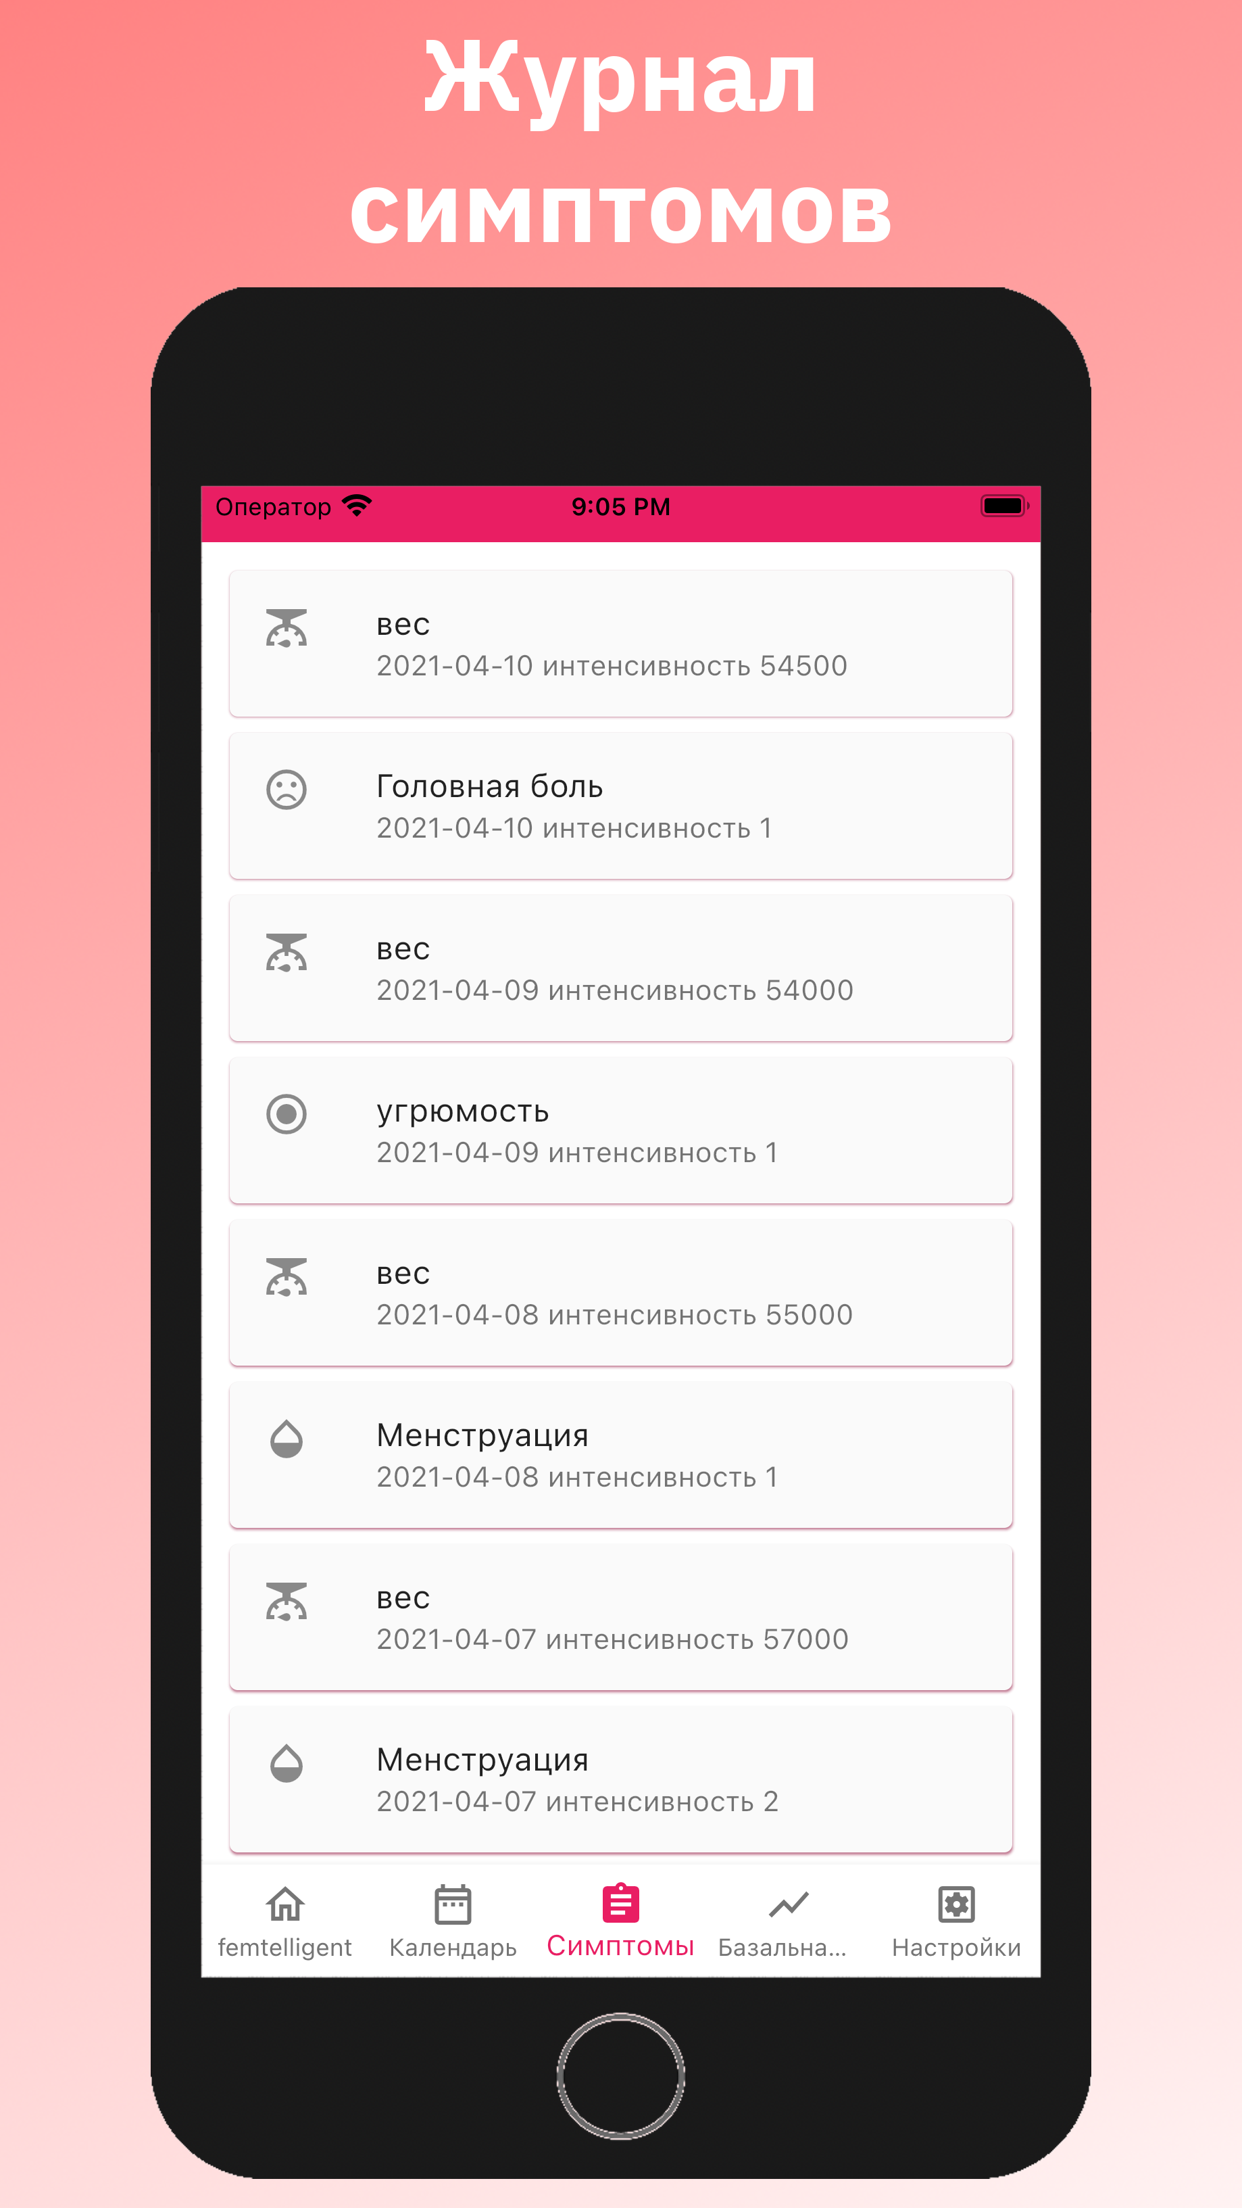 Журнал
симптомов
Оператор 9:05 PM
вес
2021-04-10 интенсивность 54500
Головная боль
2021-04-10 интенсивность 1
вес
2021-04-09 интенсивность 54000
угрюмость
2021-04-09 интенсивность 1
вес
2021-04-08 интенсивность 55000
Менструация
2021-04-08 интенсивность 1
вес
2021-04-07 интенсивность 57000
Менструация
2021-04-07 интенсивность 2
femtelligent Календарь Симптомы Базальна... Настройки